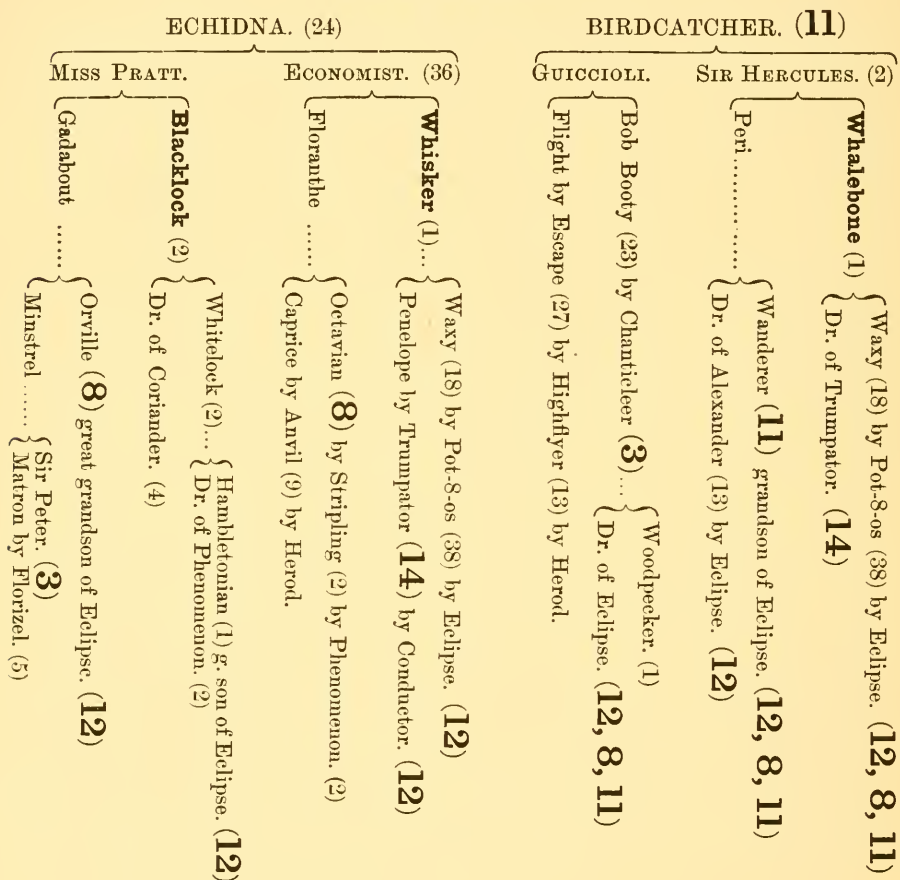 ECHIDNA. (24)
BIRDCATCHER. (11)
MISS PRATT.
ECONOMIST. (36)
GUICCIOLI.
SIR HERCULES. (2)
Whalebone (1)
Waxy (18) by Pot-8-os (38) by Eclipse. (12, 8, 11)
Dr. of Trumpator. (14)
Peri..............
Wanderer (11) grandson of Eclipse. (12, 8, 11)
Dr. of Alexander (13) by Eclipse. (12)
Bob Booty (23) by Chanticleer (3)...
Woodpecker. (1)
Dr. of Eclipse. (12, 8, 11)
Flight by Escape (27) by Highflyer (13) by Herod.
Whisker (1)...
Waxy (18) by Pot-8-os (38) by Eclipse. (12)
Penelope by Trumpator (14) by Conductor. (12)
Floranthe ......
Octavian (8) by Stripling (2) by Phenomenon. (2)
Caprice by Anvil (9) by Herod.
Blacklock (2)
Whitelock (2)...
Hambletonian (1) g. son of Eclipse. (12)
Dr. of Phenomenon. (2)
Dr. of Coriander. (4)
Gadabout ......
Orville (8) great grandson of Eclipse. (12)
Minstrel ......
Sir Peter. (3)
Matron by Florizel. (5)